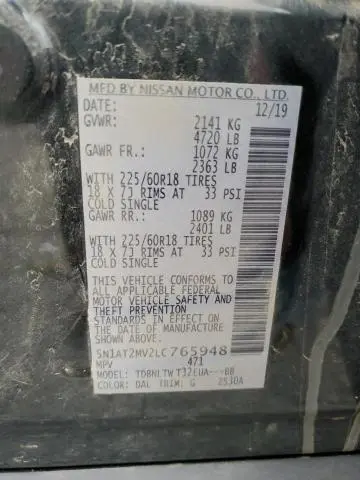 MFD BY NISSAN MOTOR CO., LTD.
DATE: 12/19
GVWR: 2141 KG
4720 LB
GAWR FR.: 1072 KG
2363 LB
WITH 225/60R18 TIRES
18 X 7J RIMS AT 33 PSI
COLD SINGLE
GAWR RR.: 1089 KG
2401 LB
WITH 225/60R18 TIRES
18 X 7J RIMS AT 33 PSI
COLD SINGLE
THIS VEHICLE CONFORMS TO
ALL APPLICABLE FEDERAL
MOTOR VEHICLE SAFETY AND
THEFT PREVENTION
STANDARDS IN EFFECT ON
THE DATE OF MANUFACTURE
SHOWN ABOVE.
5N1AT2MV2LC765948
MPV 471
MODEL:
COLOR: DAL TRIM: G 2530A